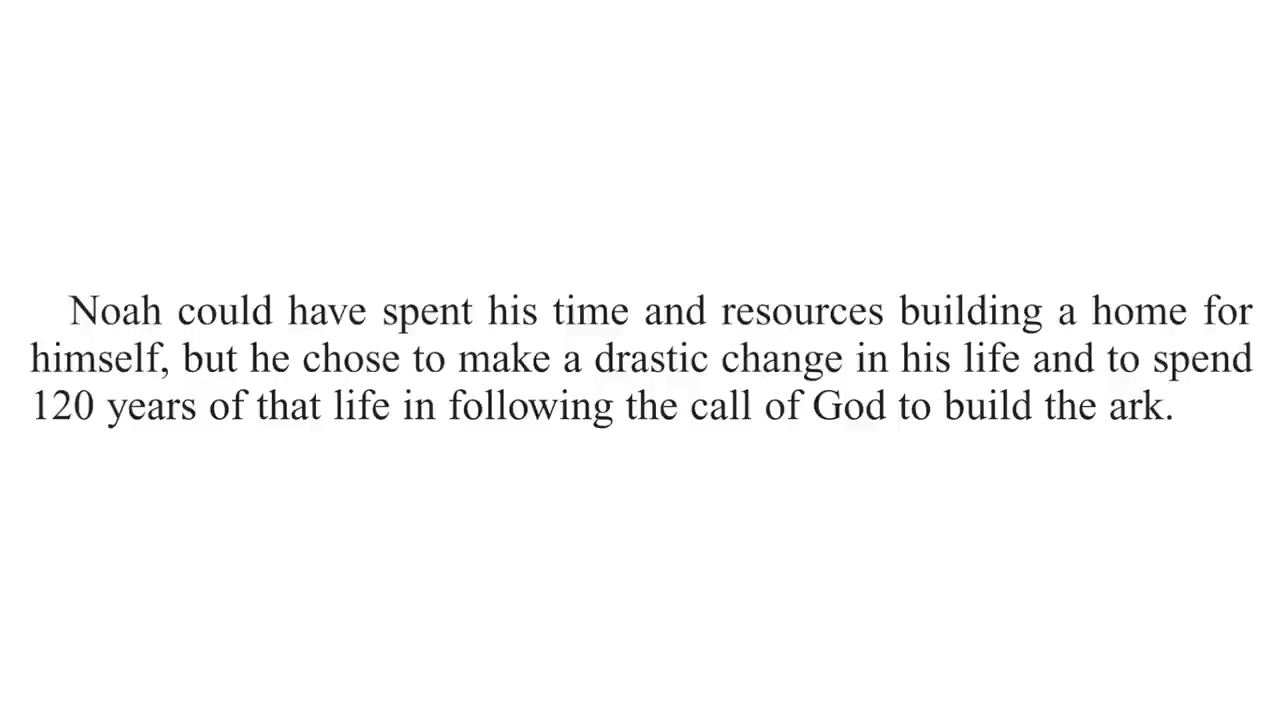 Noah could have spent his time and resources building a home for
himself, but he chose to make a drastic change in his life and to spend
120 years of that life in following the call of God to build the ark.